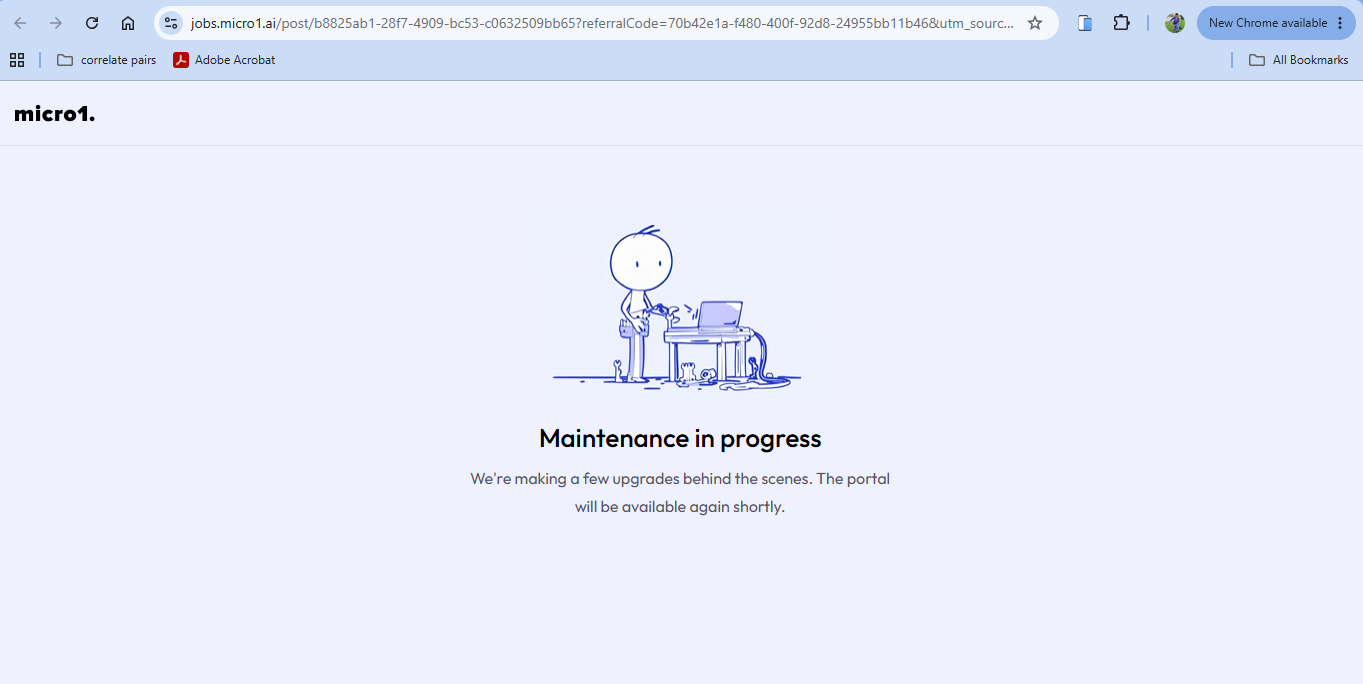 jobs.micro1.ai/post/b8825ab1-28f7-4909-bc53-c0632509bb65?referralCode=70b42e1a-f480-400f-92d8-24955bb11b46&utm_sourc...
New Chrome available
correlate pairs
Adobe Acrobat
All Bookmarks
micro1.
Maintenance in progress
We're making a few upgrades behind the scenes. The portal
will be available again shortly.